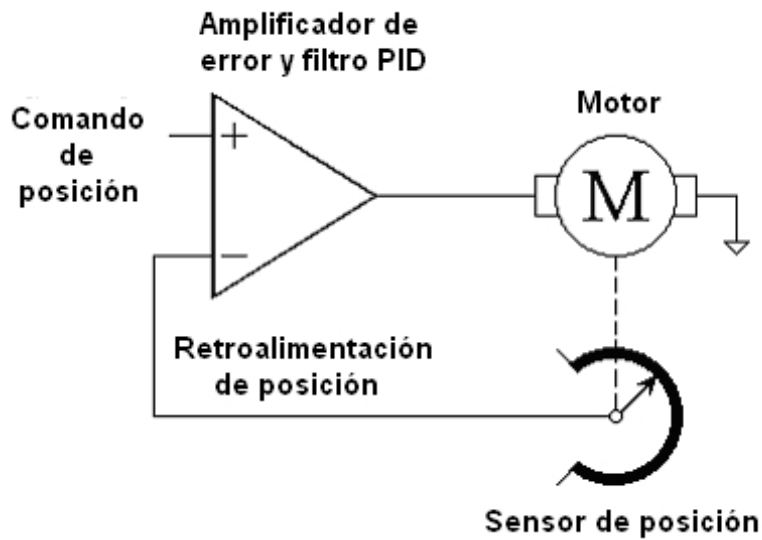 Amplificador de
error y filtro PID
Comando
de
posición
+
−
Motor
M
Retroalimentación
de posición
Sensor de posición